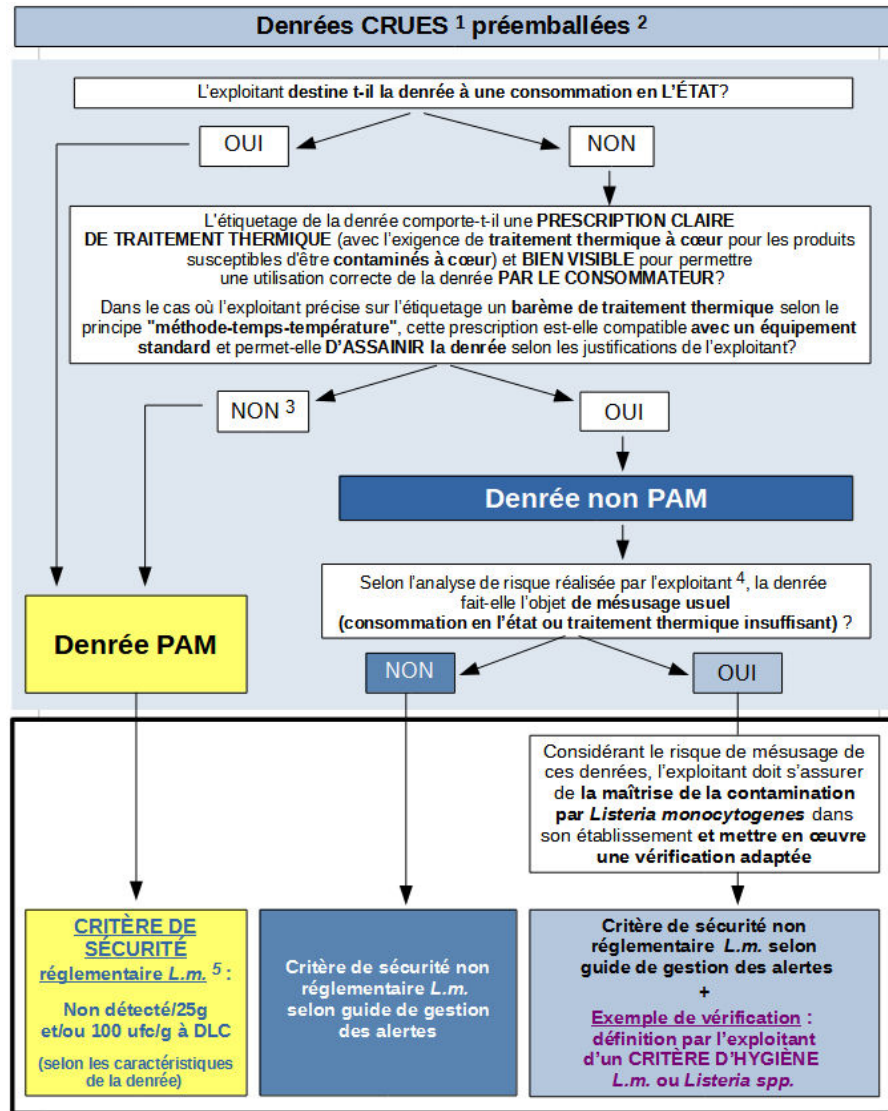 Denrées CRUES 1 préemballées 2
L'exploitant destine t-il la denrée à une consommation en L'ÉTAT?
OUI
NON
L'étiquetage de la denrée comporte-t-il une PRESCRIPTION CLAIRE
DE TRAITEMENT THERMIQUE (avec l'exigence de traitement thermique à cœur pour les produits
susceptibles d'être contaminés à cœur) et BIEN VISIBLE pour permettre
une utilisation correcte de la denrée PAR LE CONSOMMATEUR?
Dans le cas où l'exploitant précise sur l'étiquetage un barème de traitement thermique selon le
principe "méthode-temps-température", cette prescription est-elle compatible avec un équipement
standard et permet-elle D'ASSAINIR la denrée selon les justifications de l'exploitant?
NON 3
OUI
Denrée non PAM
Selon l'analyse de risque réalisée par l'exploitant 4, la denrée
fait-elle l'objet de mésusage usuel
(consommation en l'état ou traitement thermique insuffisant) ?
Denrée PAM
NON
OUI
Considérant le risque de mésusage de
ces denrées, l'exploitant doit s'assurer
de la maîtrise de la contamination
par Listeria monocytogenes dans
son établissement et mettre en œuvre
une vérification adaptée
CRITÈRE DE
SÉCURITÉ
réglementaire L.m. 5 :
Non détecté/25g
et/ou 100 ufc/g à DLC
(selon les caractéristiques
de la denrée)
Critère de sécurité non
réglementaire L.m.
selon guide de gestion
des alertes
Critère de sécurité non
réglementaire L.m. selon
guide de gestion des alertes
+
Exemple de vérification :
définition par l'exploitant
d'un CRITÈRE D'HYGIÈNE
L.m. ou Listeria spp.